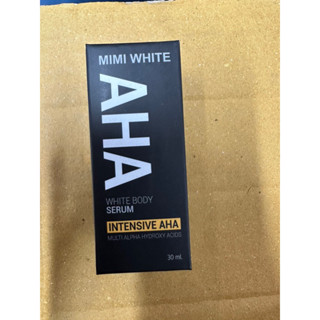 MIMI WHITE
AHA
WHITE BODY
SERUM
INTENSIVE AHA
MULTI ALPHA HYDROXY ACIDS
30 mL